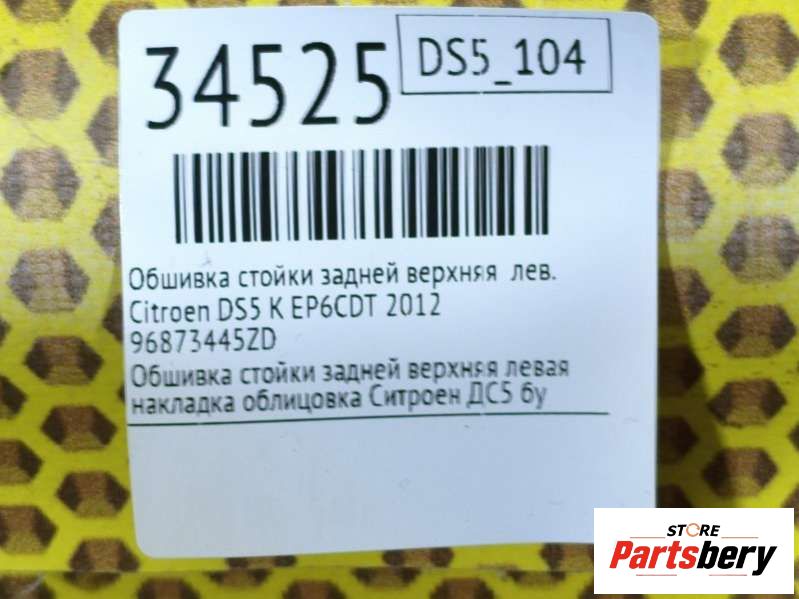 34525
DS5_104
Обшивка стойки задней верхняя лев.
Citroen DS5 K EP6CDT 2012
96873445ZD
Обшивка стойки задней верхняя левая
накладка облицовка Ситроен ДС5 бу
STORE
Partsbery